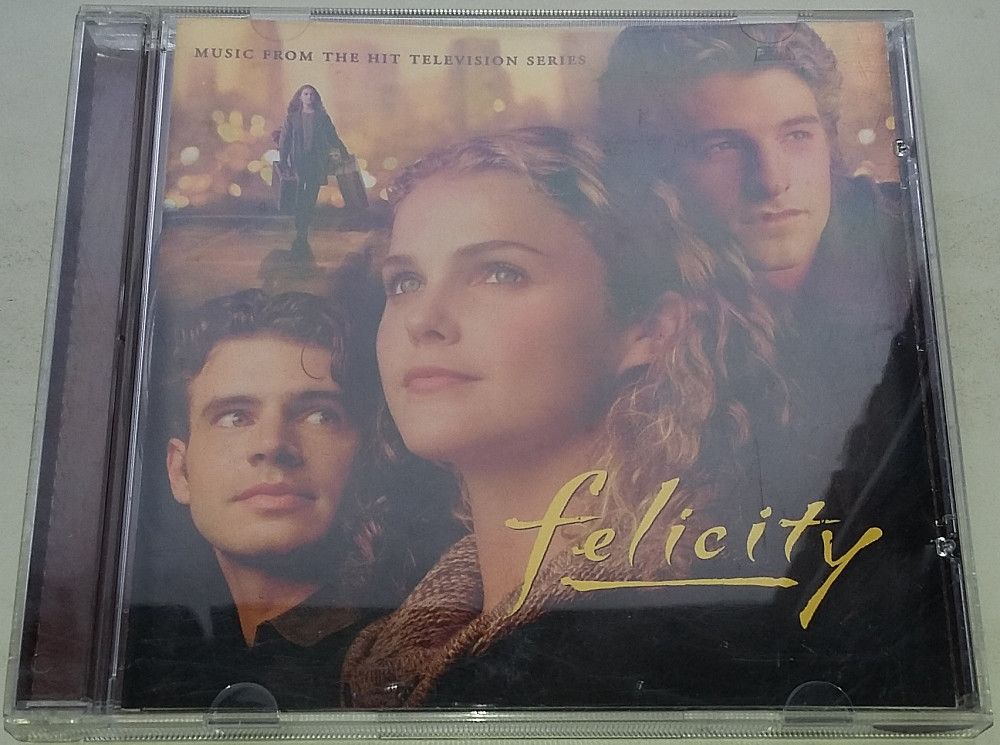 MUSIC FROM THE HIT TELEVISION SERIES
felicity